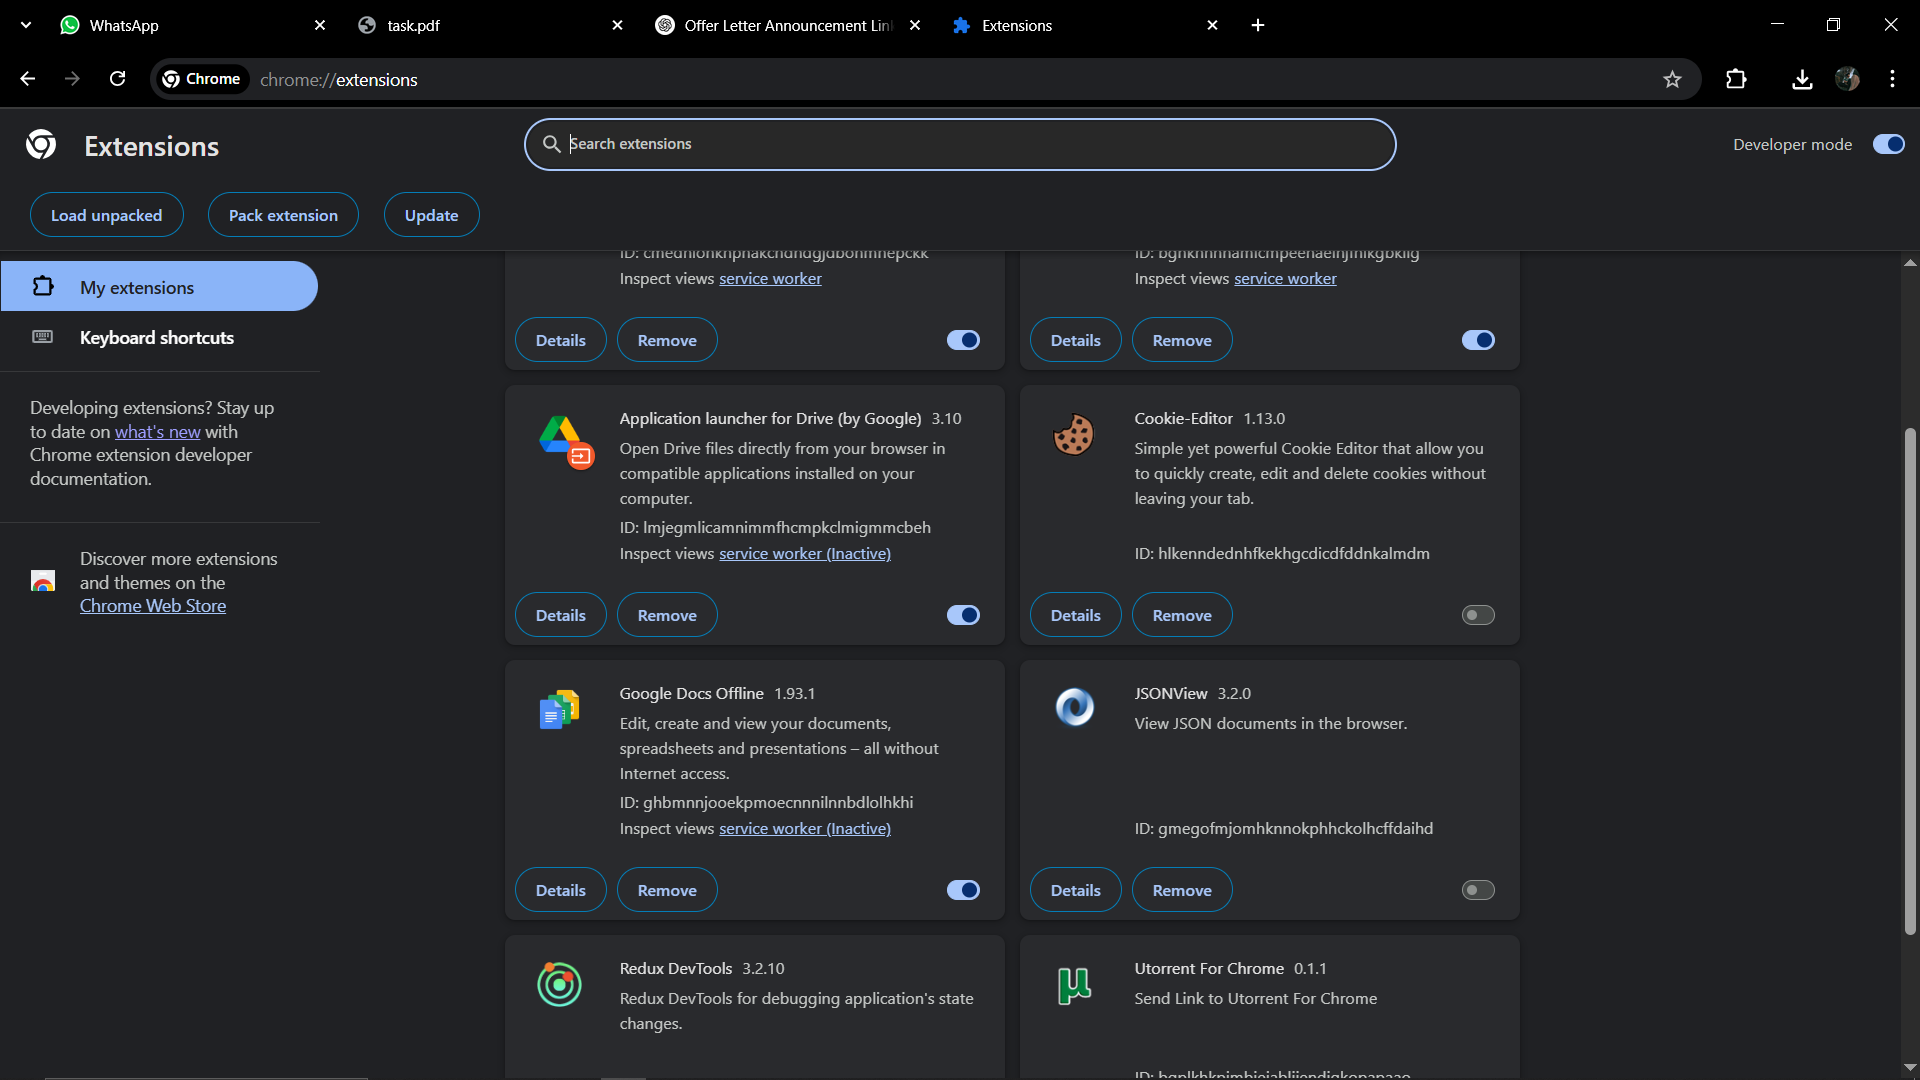 WhatsApp
task.pdf
Offer Letter Announcement Lin
Extensions
Chrome
chrome://extensions
Extensions
Search extensions
Developer mode
Load unpacked
Pack extension
Update
My extensions
Keyboard shortcuts
Developing extensions? Stay up
to date on what's new with
Chrome extension developer
documentation.
Discover more extensions
and themes on the
Chrome Web Store
Inspect views service worker
Details
Remove
Inspect views service worker
Details
Remove
Application launcher for Drive (by Google) 3.10
Open Drive files directly from your browser in
compatible applications installed on your
computer.
ID: lmjegmlicamnimmfhcmpkclmigmmcbeh
Inspect views service worker (Inactive)
Details
Remove
Cookie-Editor 1.13.0
Simple yet powerful Cookie Editor that allow you
to quickly create, edit and delete cookies without
leaving your tab.
ID: hlkenndednhfkekhgcdicdfddnkalmdm
Details
Remove
Google Docs Offline 1.93.1
Edit, create and view your documents,
spreadsheets and presentations – all without
Internet access.
ID: ghbmnnjooekpmoecnnnilnnbdlolhkhi
Inspect views service worker (Inactive)
Details
Remove
JSONView 3.2.0
View JSON documents in the browser.
ID: gmegofmjomhknnokphhckolhcffdaihd
Details
Remove
Redux DevTools 3.2.10
Redux DevTools for debugging application's state
changes.
Utorrent For Chrome 0.1.1
Send Link to Utorrent For Chrome